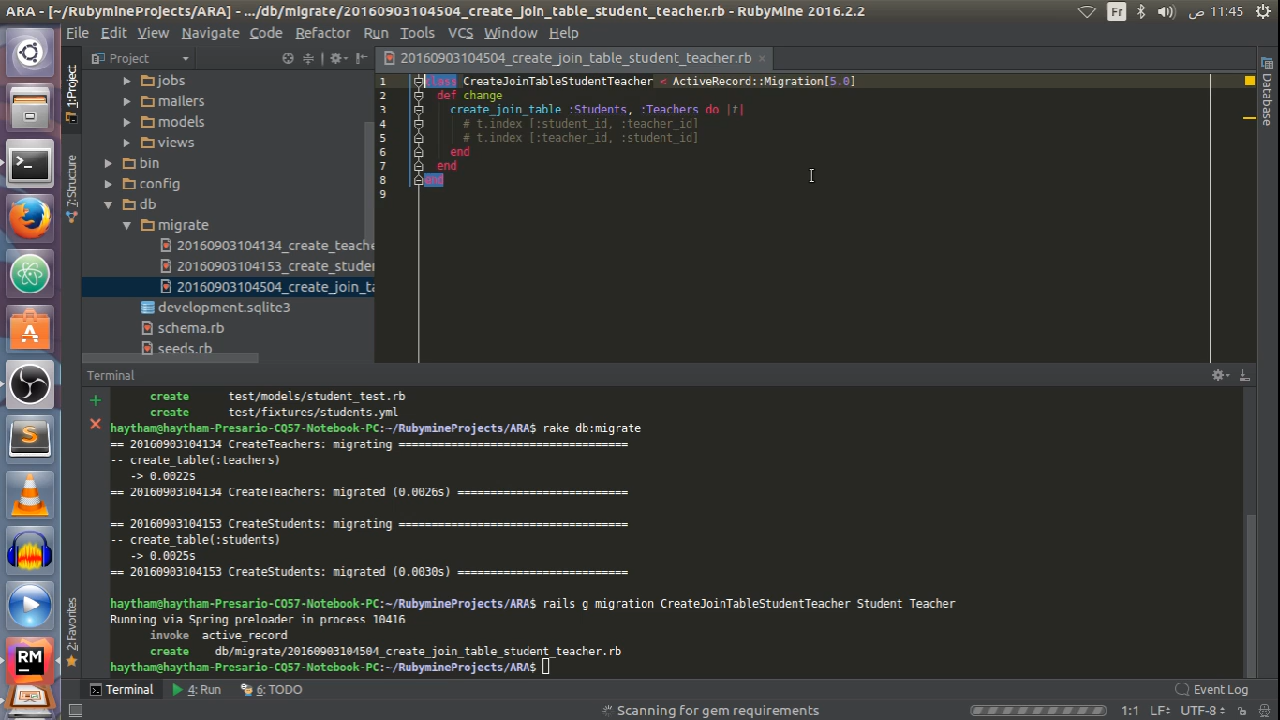 ARA - [~/RubymineProjects/ARA] - .../db/migrate/20160903104504_create_join_table_student_teacher.rb - RubyMine 2016.2.2
Fr
ص 11:45
File Edit View Navigate Code Refactor Run Tools VCS Window Help
Project
20160903104504_create_join_table_student_teacher.rb
1:Project
7:Structure
2:Favorites
Database
jobs
mailers
models
views
bin
config
db
migrate
20160903104134_create_teache
20160903104153_create_studer
20160903104504_create_join_ta
development.sqlite3
schema.rb
seeds.rb
1 class CreateJoinTableStudentTeacher < ActiveRecord::Migration[5.0]
2 def change
3 create_join_table :Students, :Teachers do |t|
4 # t.index [:student_id, :teacher_id]
5 # t.index [:teacher_id, :student_id]
6 end
7 end
8 end
9
Terminal
create test/models/student_test.rb
create test/fixtures/students.yml
haytham@haytham-Presario-CQ57-Notebook-PC:~/RubymineProjects/ARA$ rake db:migrate
== 20160903104134 CreateTeachers: migrating ===================================
-- create_table(:teachers)
-> 0.0022s
== 20160903104134 CreateTeachers: migrated (0.0026s) ==========================
== 20160903104153 CreateStudents: migrating ===================================
-- create_table(:students)
-> 0.0025s
== 20160903104153 CreateStudents: migrated (0.0030s) ==========================
haytham@haytham-Presario-CQ57-Notebook-PC:~/RubymineProjects/ARA$ rails g migration CreateJoinTableStudentTeacher Student Teacher
Running via Spring preloader in process 10416
invoke active_record
create db/migrate/20160903104504_create_join_table_student_teacher.rb
haytham@haytham-Presario-CQ57-Notebook-PC:~/RubymineProjects/ARA$
Terminal 4: Run 6: TODO Event Log
Scanning for gem requirements 1:1 LF÷ UTF-8÷